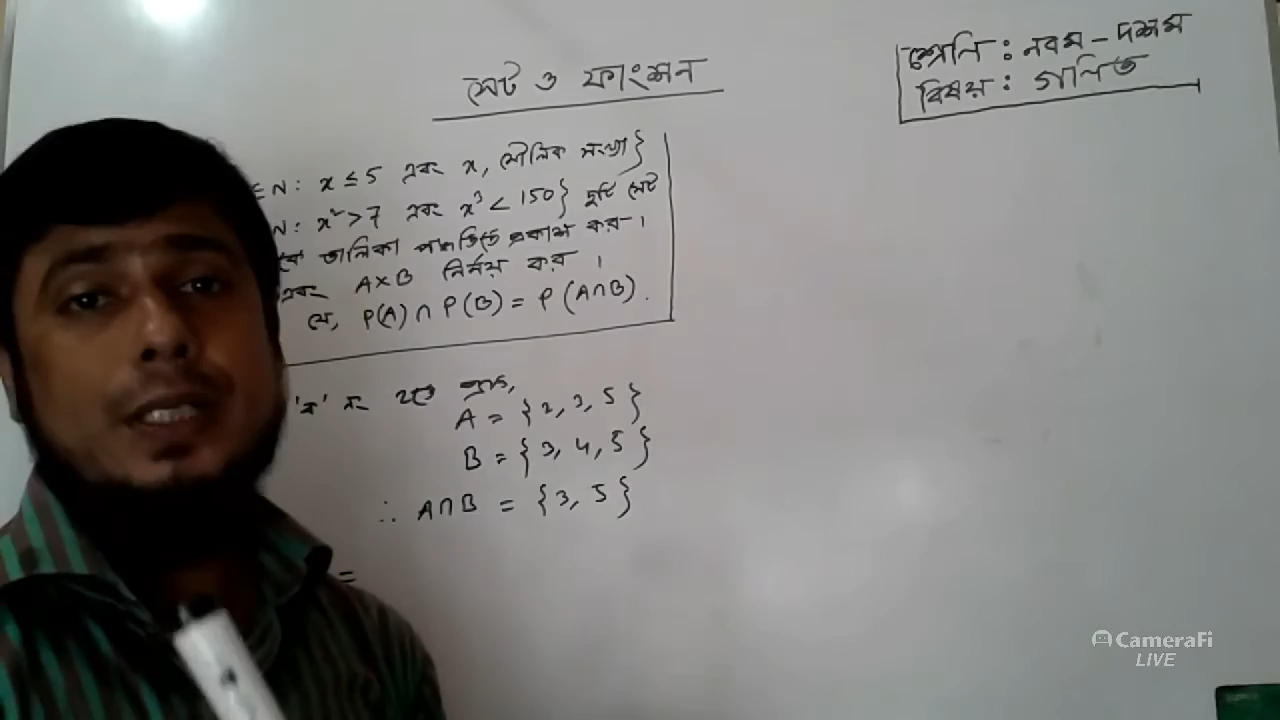 সেট ও ফাংশন
শ্রেণি : নবম - দশম
বিষয় : গণিত
∈ N : x ≤ 5 এবং x, মৌলিক সংখ্যা}
N : x² > 7 এবং x³ < 150} দুটি সেট
কে তালিকা পদ্ধতিতে প্রকাশ কর।
এবং A×B নির্ণয় কর।
যে, P(A) ∩ P(B) = P(A∩B).
'ক' নং হতে প্রাপ্ত,
A = {2, 3, 5}
B = {3, 4, 5}
∴ A∩B = {3, 5}
=
CameraFi
LIVE